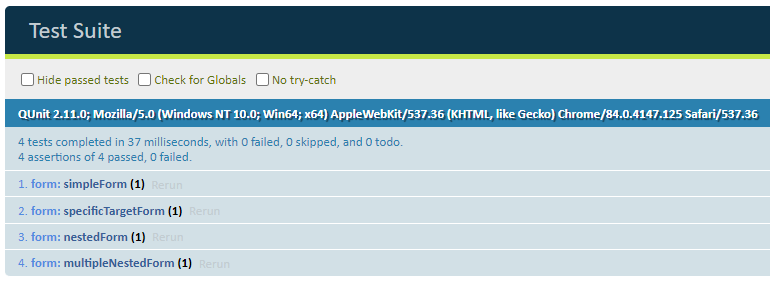 Test Suite
Hide passed tests Check for Globals No try-catch
QUnit 2.11.0; Mozilla/5.0 (Windows NT 10.0; Win64; x64) AppleWebKit/537.36 (KHTML, like Gecko) Chrome/84.0.4147.125 Safari/537.36
4 tests completed in 37 milliseconds, with 0 failed, 0 skipped, and 0 todo.
4 assertions of 4 passed, 0 failed.
1. form: simpleForm (1) Rerun
2. form: specificTargetForm (1) Rerun
3. form: nestedForm (1) Rerun
4. form: multipleNestedForm (1) Rerun